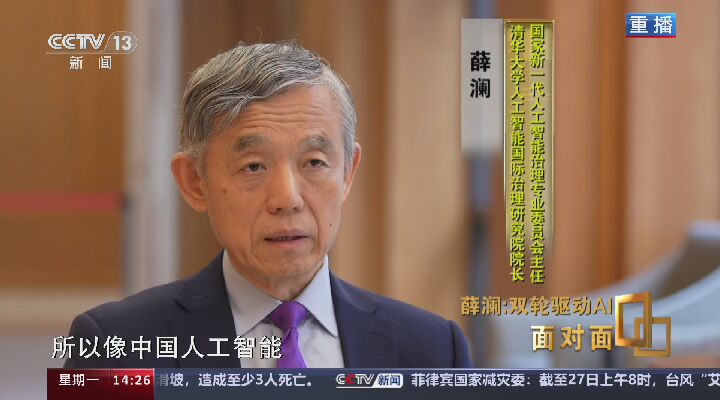 CCTV 13
新闻
重播
国家新一代人工智能治理专业委员会主任
清华大学人工智能国际治理研究院院长
薛澜
薛澜:双轮驱动AI
面对面
所以像中国人工智能
星期一 14:26 滑坡，造成至少3人死亡。 CCTV 新闻 菲律宾国家减灾委：截至27日上午8时，台风“艾